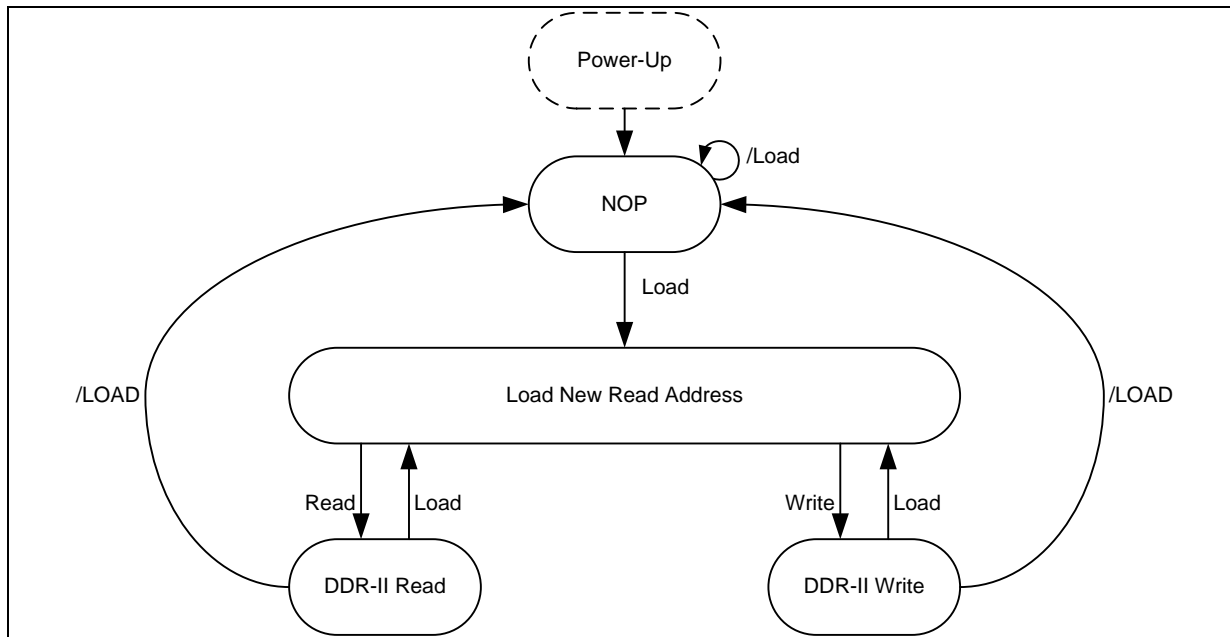 Power-Up
/Load
NOP
Load
/LOAD
Load New Read Address
/LOAD
Read
Load
Write
Load
DDR-II Read
DDR-II Write